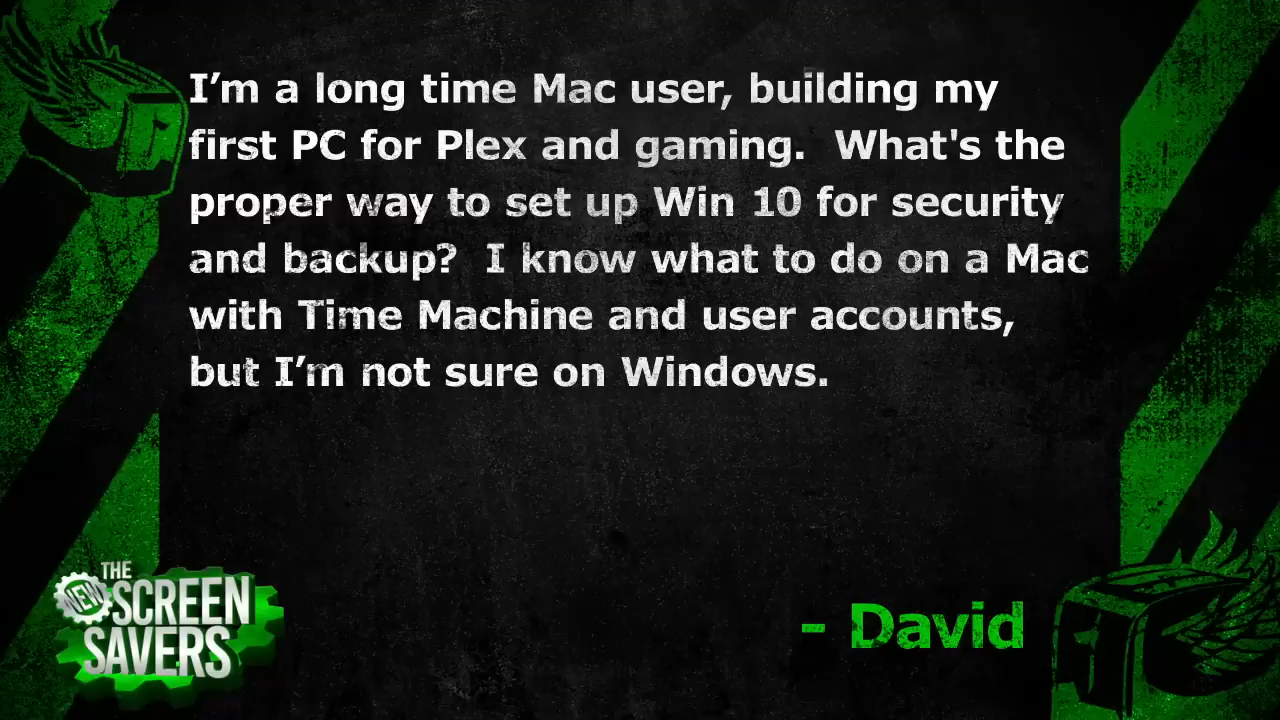 I’m a long time Mac user, building my
first PC for Plex and gaming.  What's the
proper way to set up Win 10 for security
and backup?  I know what to do on a Mac
with Time Machine and user accounts,
but I’m not sure on Windows.
- David
THE
NEW
SCREEN
SAVERS